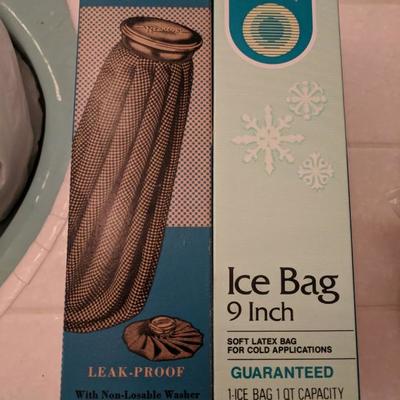 LEAK-PROOF
With Non-Losable Washer
Ice Bag
9 Inch
SOFT LATEX BAG
FOR COLD APPLICATIONS
GUARANTEED
1-ICE BAG 1 QT CAPACITY